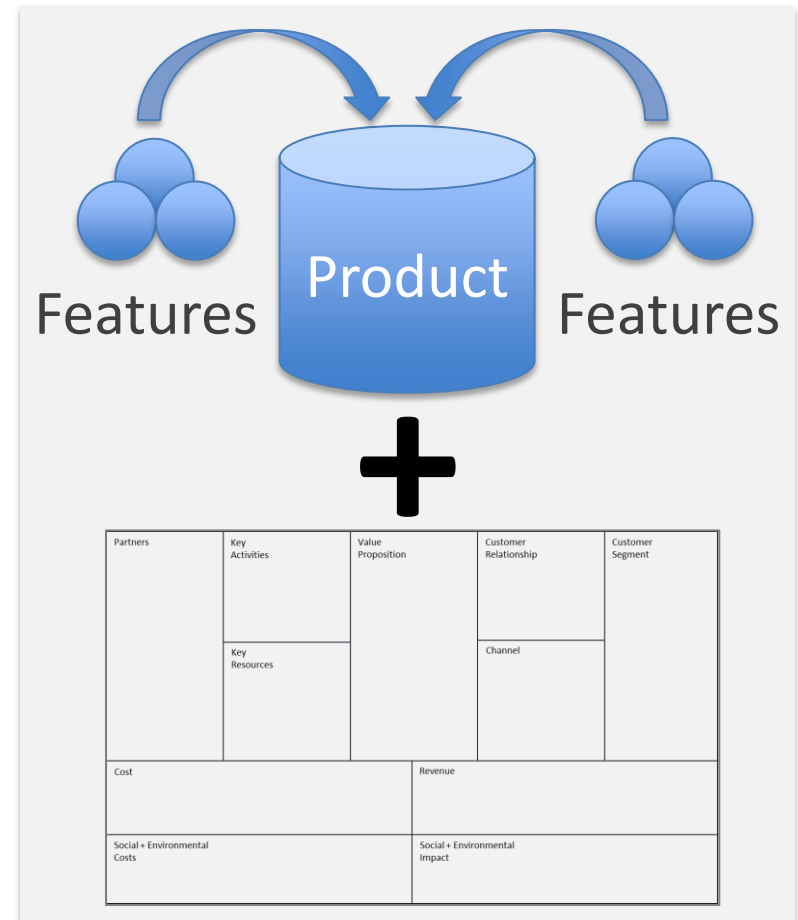 Features
Product
Features
Partners
Key
Activities
Value
Proposition
Customer
Relationship
Customer
Segment
Key
Resources
Channel
Cost
Revenue
Social + Environmental
Costs
Social + Environmental
Impact